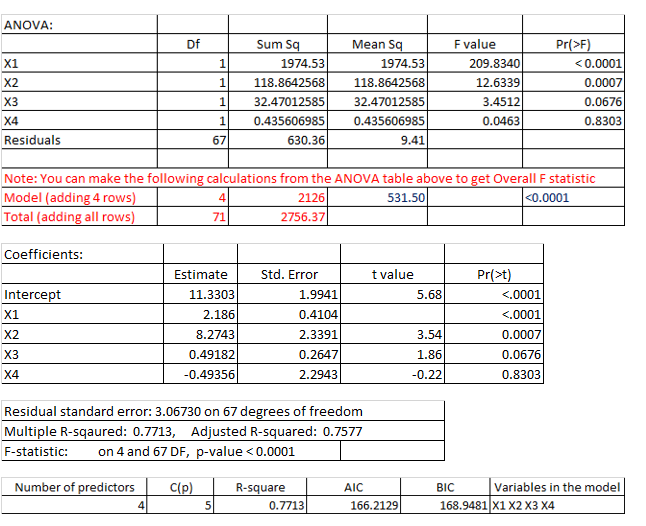 ANOVA:
Df Sum Sq Mean Sq F value Pr(>F)
X1 1 1974.53 1974.53 209.8340 < 0.0001
X2 1 118.8642568 118.8642568 12.6339 0.0007
X3 1 32.47012585 32.47012585 3.4512 0.0676
X4 1 0.435606985 0.435606985 0.0463 0.8303
Residuals 67 630.36 9.41
Note: You can make the following calculations from the ANOVA table above to get Overall F statistic
Model (adding 4 rows) 4 2126 531.50 <0.0001
Total (adding all rows) 71 2756.37
Coefficients:
Estimate Std. Error t value Pr(>t)
Intercept 11.3303 1.9941 5.68 <.0001
X1 2.186 0.4104 <.0001
X2 8.2743 2.3391 3.54 0.0007
X3 0.49182 0.2647 1.86 0.0676
X4 -0.49356 2.2943 -0.22 0.8303
Residual standard error: 3.06730 on 67 degrees of freedom
Multiple R-sqaured: 0.7713, Adjusted R-squared: 0.7577
F-statistic: on 4 and 67 DF, p-value < 0.0001
Number of predictors C(p) R-square AIC BIC Variables in the model
4 5 0.7713 166.2129 168.9481 X1 X2 X3 X4